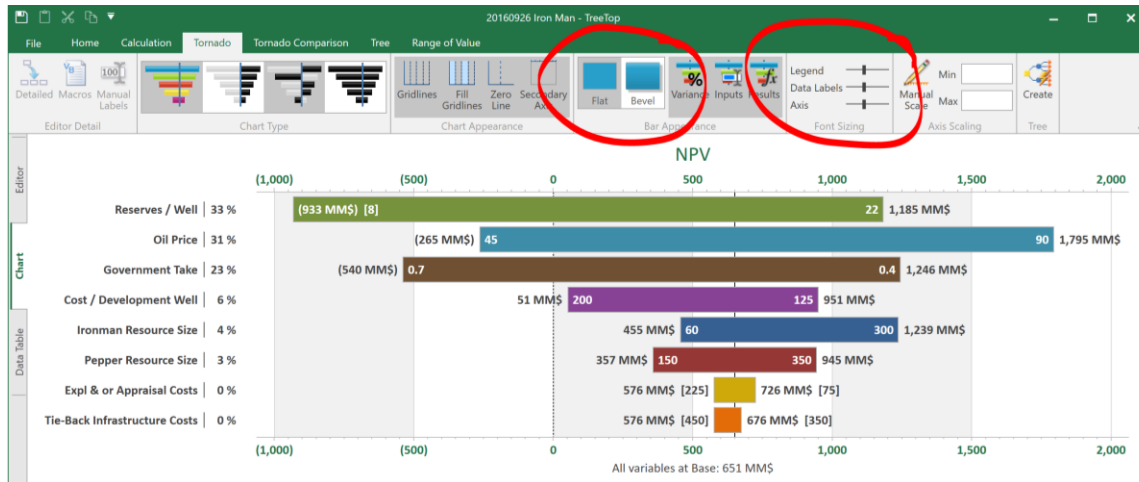 20160926 Iron Man - TreeTop
File Home Calculation Tornado Tornado Comparison Tree Range of Value
Detailed Macros Manual Labels
100
Editor Detail
Chart Type
Gridlines Fill Gridlines Zero Line Secondary Axis
Chart Appearance
Flat Bevel Variance Inputs Results
% fx
Bar Appearance
Legend
Data Labels
Axis
Font Sizing
Manual Scale
Min
Max
Axis Scaling
Create
Tree
Editor
Chart
Data Table
NPV
(1,000) (500) 0 500 1,000 1,500 2,000
Reserves / Well 33 % (933 MM$) [8] 22 1,185 MM$
Oil Price 31 % (265 MM$) 45 90 1,795 MM$
Government Take 23 % (540 MM$) 0.7 0.4 1,246 MM$
Cost / Development Well 6 % 51 MM$ 200 125 951 MM$
Ironman Resource Size 4 % 455 MM$ 60 300 1,239 MM$
Pepper Resource Size 3 % 357 MM$ 150 350 945 MM$
Expl & or Appraisal Costs 0 % 576 MM$ [225] 726 MM$ [75]
Tie-Back Infrastructure Costs 0 % 576 MM$ [450] 676 MM$ [350]
(1,000) (500) 0 500 1,000 1,500 2,000
All variables at Base: 651 MM$